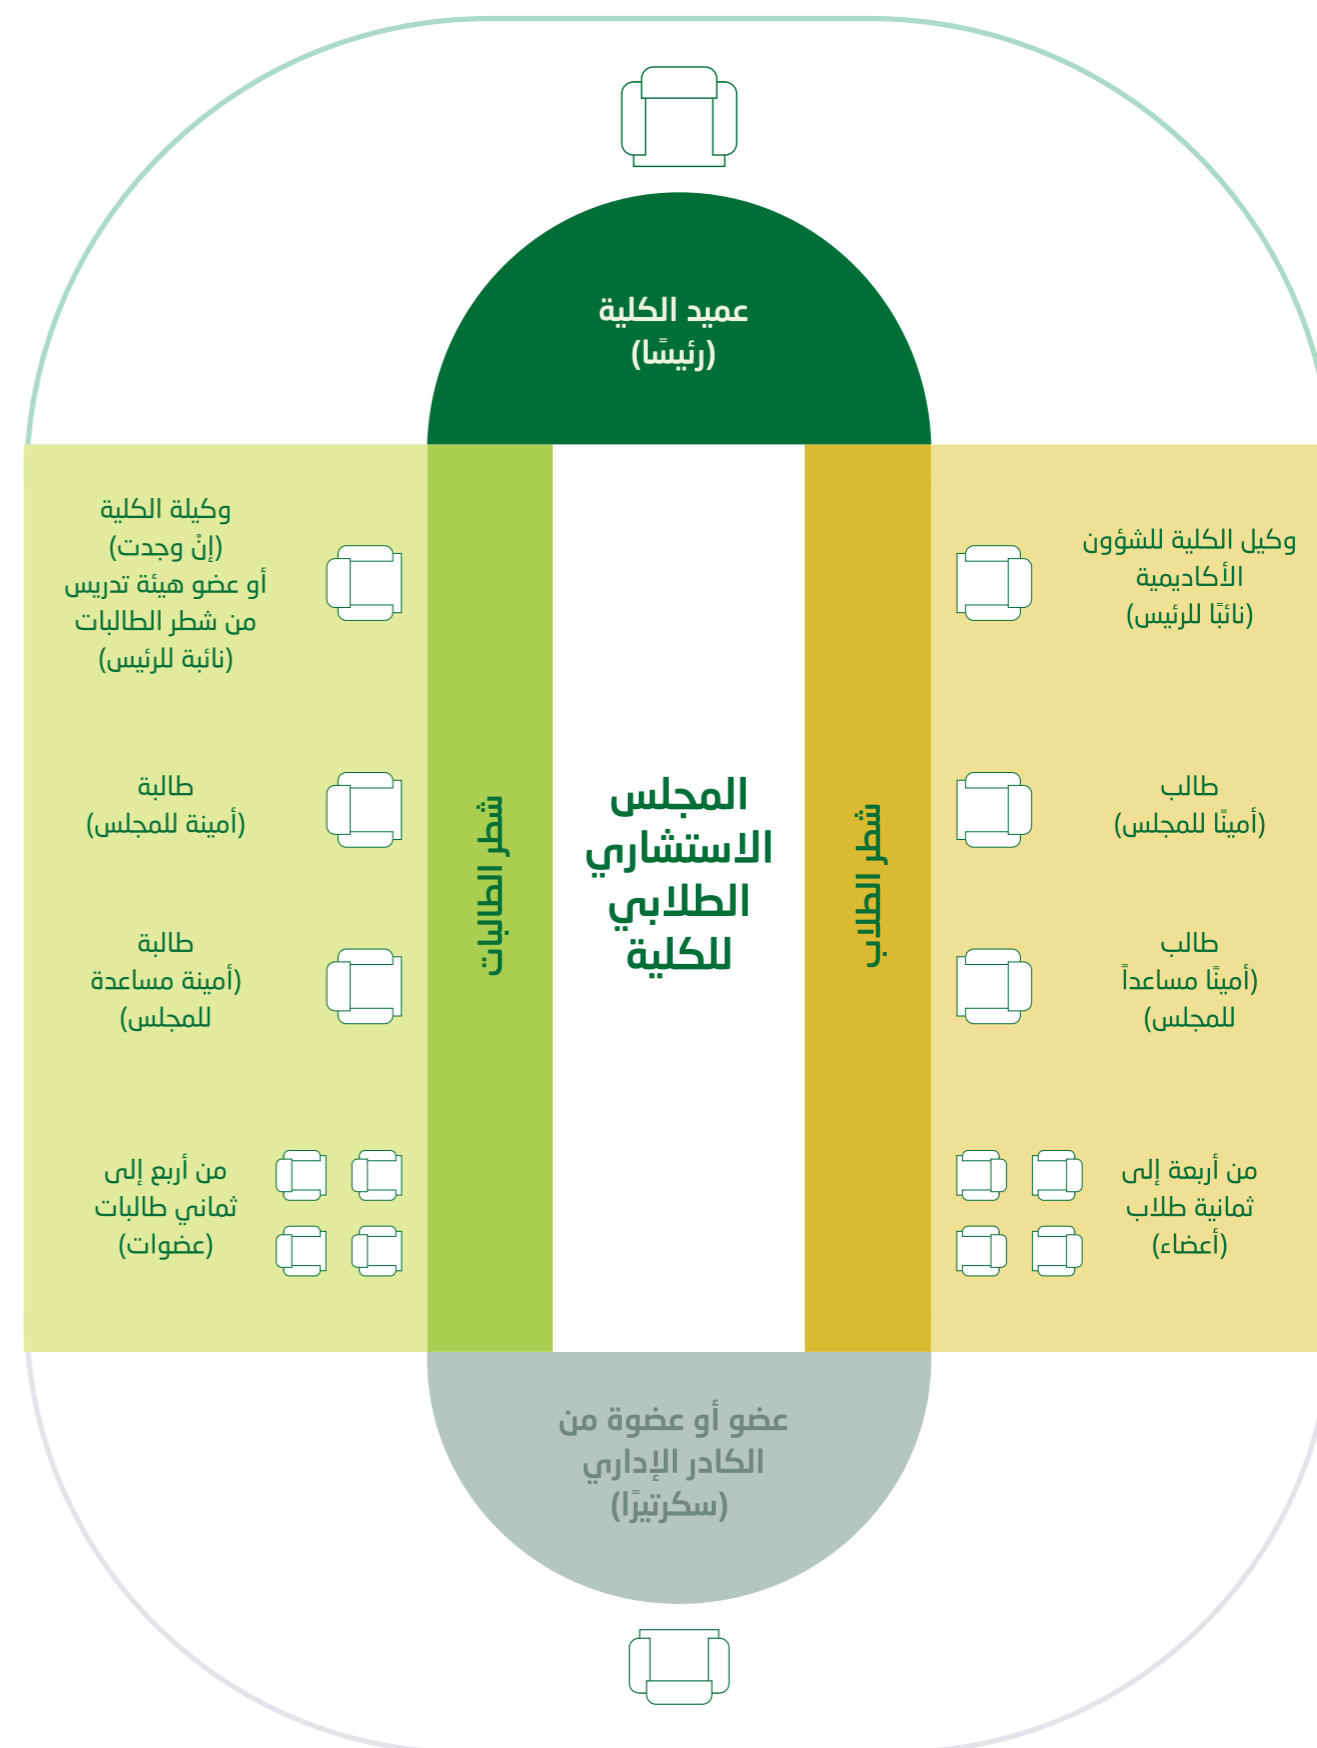 عميد الكلية
(رئيسًا)
وكيل الكلية للشؤون
الأكاديمية
(نائبًا للرئيس)
طالب
(أمينًا للمجلس)
طالب
(أمينًا مساعداً
للمجلس)
من أربعة إلى
ثمانية طلاب
(أعضاء)
شطر الطلاب
المجلس
الاستشاري
الطلابي
للكلية
شطر الطالبات
وكيلة الكلية
(إنْ وجدت)
أو عضو هيئة تدريس
من شطر الطالبات
(نائبة للرئيس)
طالبة
(أمينة للمجلس)
طالبة
(أمينة مساعدة
للمجلس)
من أربع إلى
ثماني طالبات
(عضوات)
عضو أو عضوة من
الكادر الإداري
(سكرتيرًا)